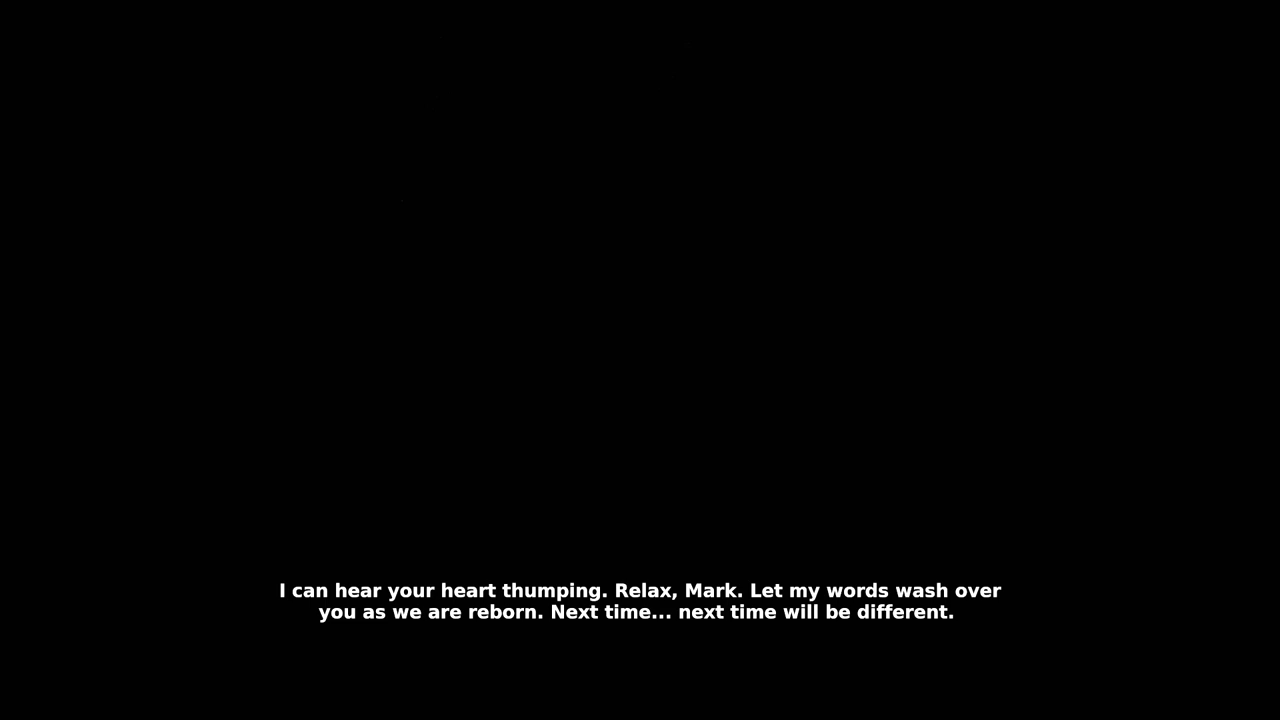 I can hear your heart thumping. Relax, Mark. Let my words wash over
you as we are reborn. Next time... next time will be different.